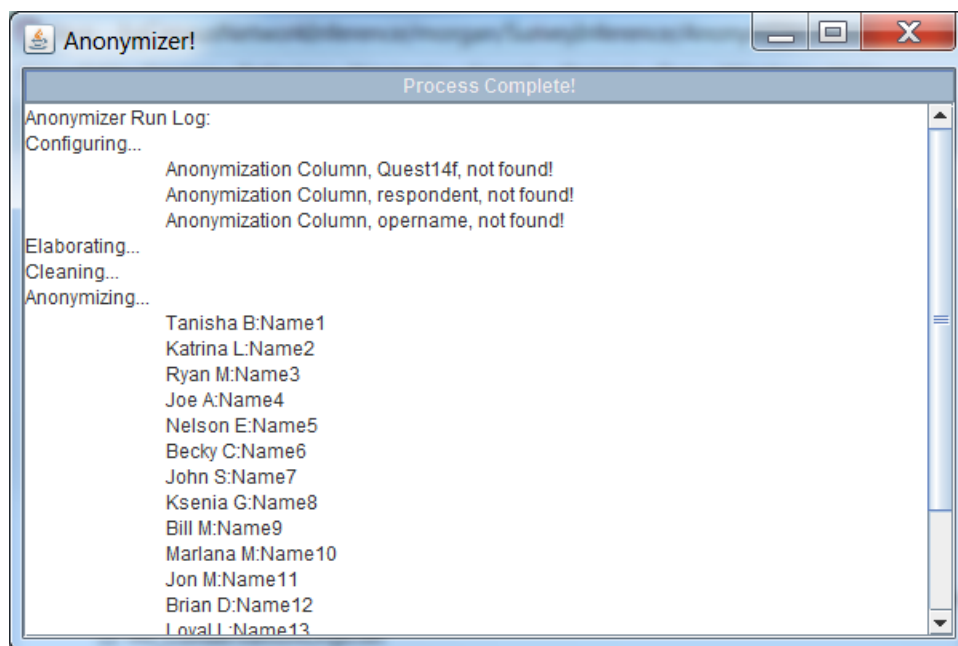 Anonymizer!
Process Complete!
Anonymizer Run Log:
Configuring...
Anonymization Column, Quest14f, not found!
Anonymization Column, respondent, not found!
Anonymization Column, opername, not found!
Elaborating...
Cleaning...
Anonymizing...
Tanisha B:Name1
Katrina L:Name2
Ryan M:Name3
Joe A:Name4
Nelson E:Name5
Becky C:Name6
John S:Name7
Ksenia G:Name8
Bill M:Name9
Marlana M:Name10
Jon M:Name11
Brian D:Name12
Loyal L:Name13